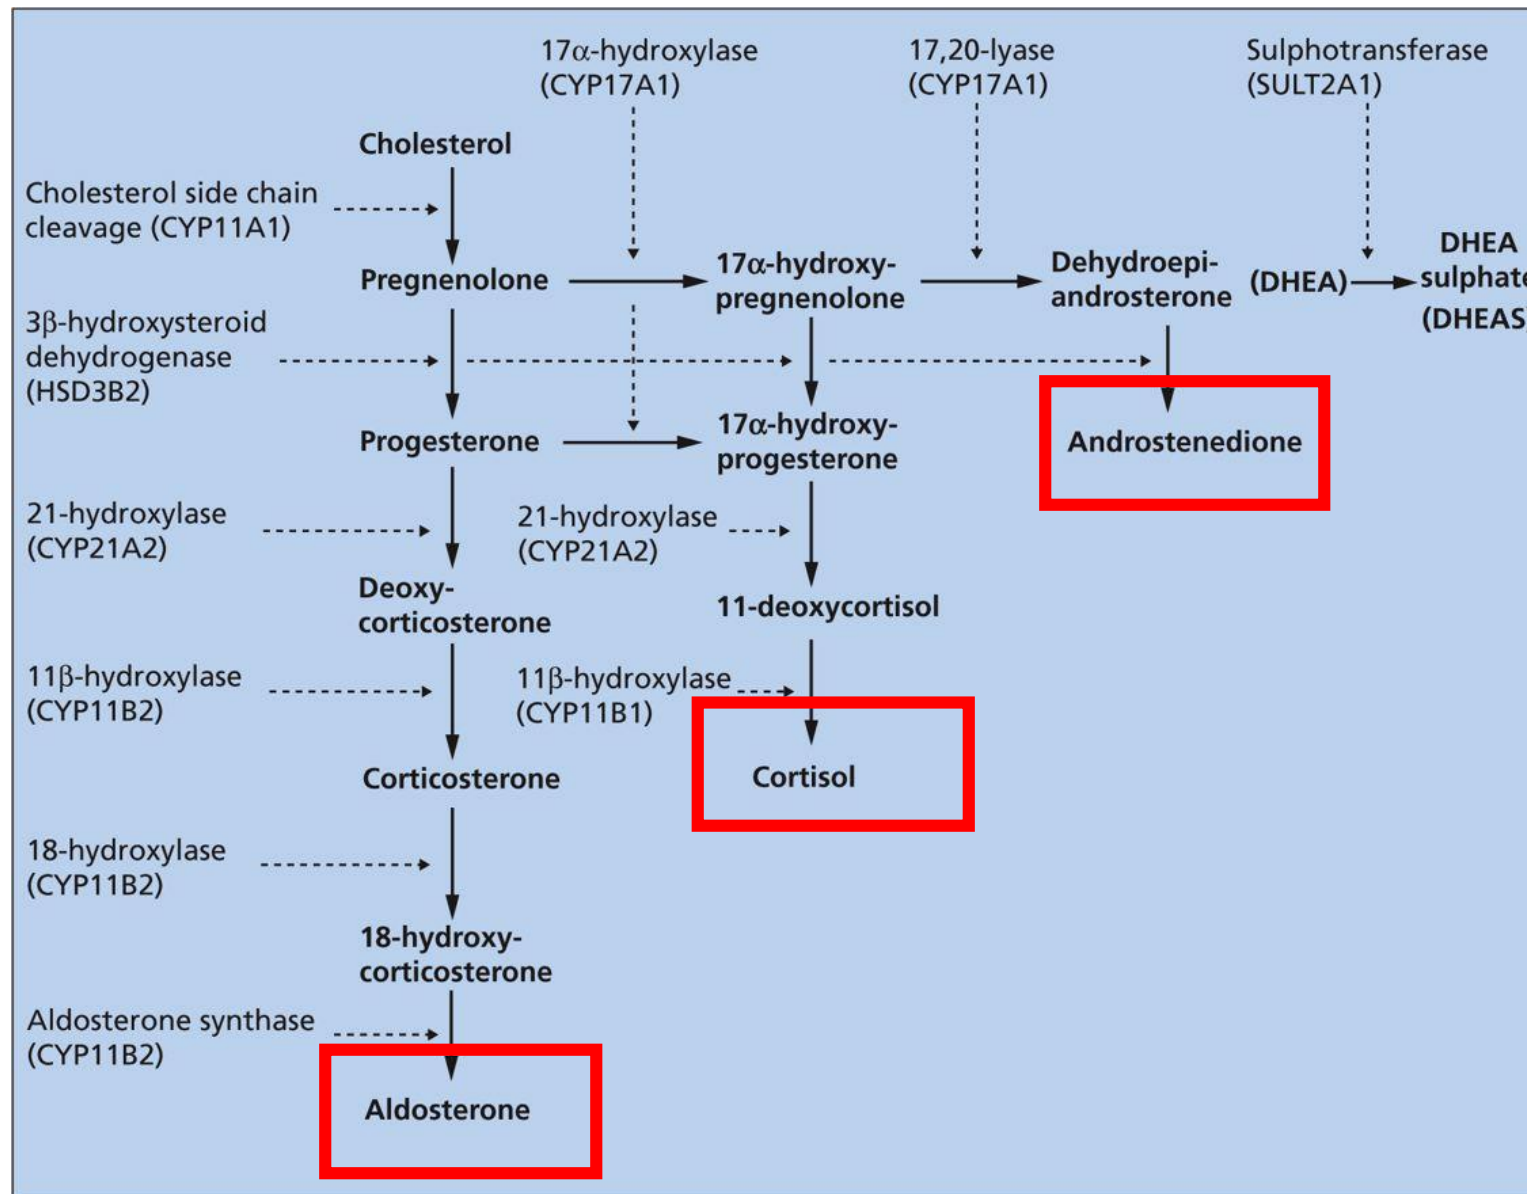 17α-hydroxylase
(CYP17A1)
17,20-lyase
(CYP17A1)
Sulphotransferase
(SULT2A1)
Cholesterol
Cholesterol side chain
cleavage (CYP11A1)
Pregnenolone
17α-hydroxy-
pregnenolone
Dehydroepi-
androsterone
(DHEA)
DHEA
sulphate
(DHEAS)
3β-hydroxysteroid
dehydrogenase
(HSD3B2)
Progesterone
17α-hydroxy-
progesterone
Androstenedione
21-hydroxylase
(CYP21A2)
21-hydroxylase
(CYP21A2)
Deoxy-
corticosterone
11-deoxycortisol
11β-hydroxylase
(CYP11B2)
11β-hydroxylase
(CYP11B1)
Corticosterone
Cortisol
18-hydroxylase
(CYP11B2)
18-hydroxy-
corticosterone
Aldosterone synthase
(CYP11B2)
Aldosterone